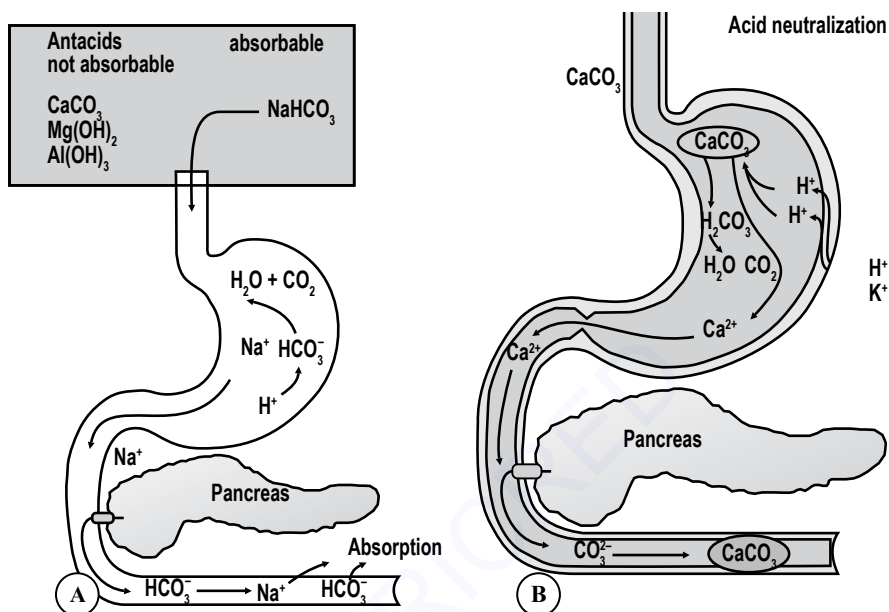 Antacids
not absorbable
absorbable
CaCO₃
Mg(OH)₂
Al(OH)₃
NaHCO₃
H₂O + CO₂
Na⁺ HCO₃⁻
H⁺
Na⁺
Pancreas
Absorption
HCO₃⁻ Na⁺ HCO₃⁻
A
Acid neutralization
CaCO₃
CaCO₃
H⁺
H⁺
H₂CO₃
H₂O CO₂
H⁺
K⁺
Ca²⁺
Ca²⁺
Pancreas
CO₃²⁻ CaCO₃
B